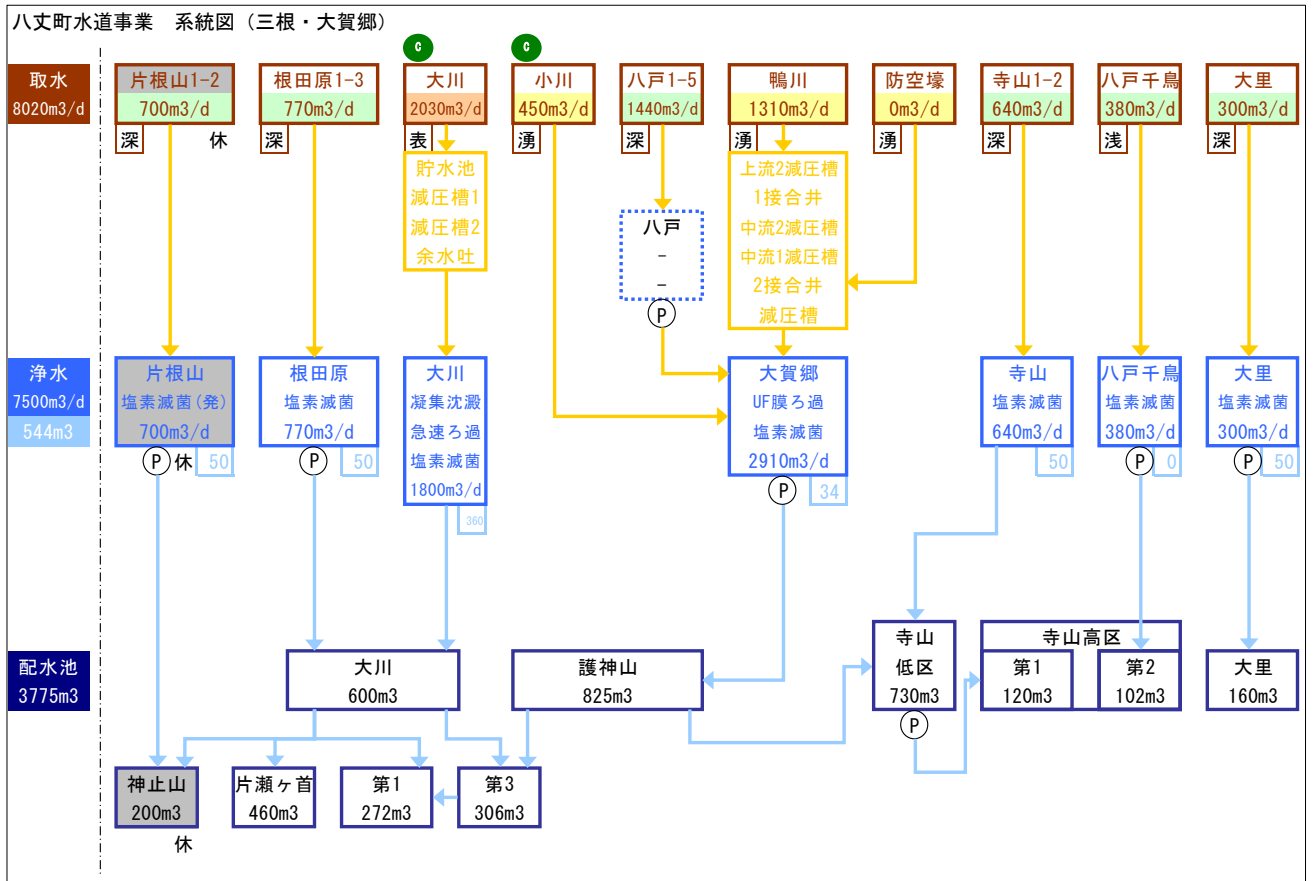 八丈町水道事業 系統図（三根・大賀郷）
C
C
取水
8020m3/d
片根山1-2
700m3/d
深
休
根田原1-3
770m3/d
深
大川
2030m3/d
表
小川
450m3/d
湧
八戸1-5
1440m3/d
深
鴨川
1310m3/d
湧
防空壕
0m3/d
湧
寺山1-2
640m3/d
深
八戸千鳥
380m3/d
浅
大里
300m3/d
深
貯水池
減圧槽1
減圧槽2
余水吐
八戸
-
-
P
上流2減圧槽
1接合井
中流2減圧槽
中流1減圧槽
2接合井
減圧槽
浄水
7500m3/d
544m3
片根山
塩素滅菌(発)
700m3/d
P
休
50
根田原
塩素滅菌
770m3/d
P
50
大川
凝集沈澱
急速ろ過
塩素滅菌
1800m3/d
360
大賀郷
UF膜ろ過
塩素滅菌
2910m3/d
P
34
寺山
塩素滅菌
640m3/d
50
八戸千鳥
塩素滅菌
380m3/d
P
0
大里
塩素滅菌
300m3/d
P
50
配水池
3775m3
大川
600m3
護神山
825m3
寺山
低区
730m3
P
寺山高区
第1
120m3
第2
102m3
大里
160m3
神止山
200m3
休
片瀬ヶ首
460m3
第1
272m3
第3
306m3